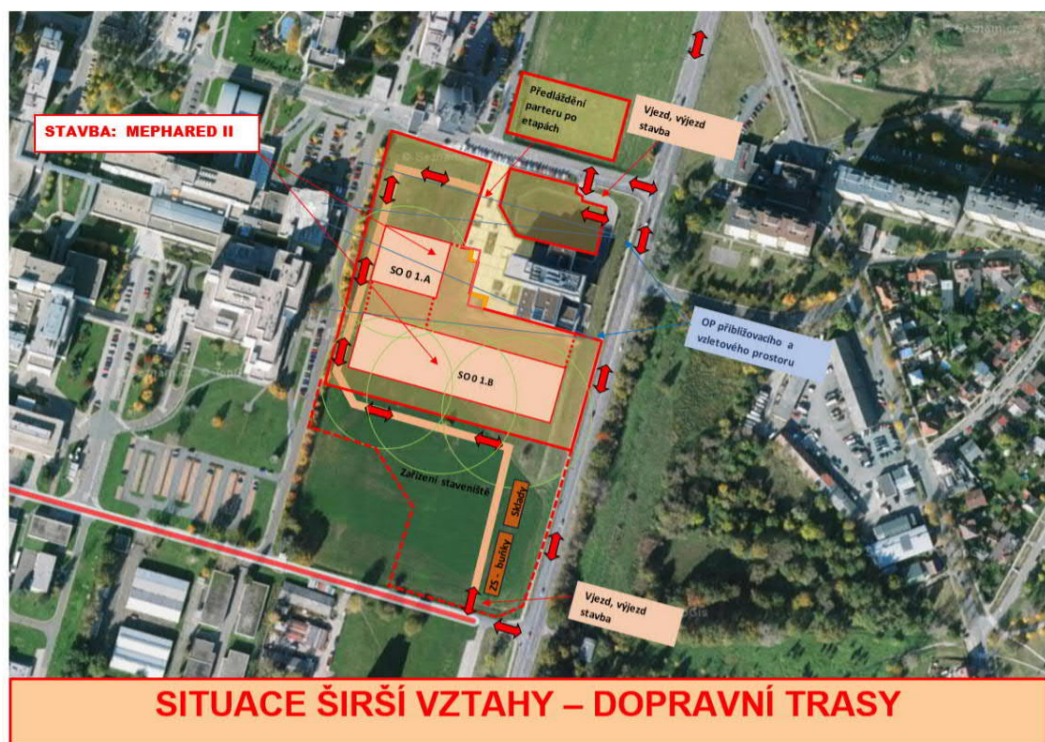 Předláždění
parteru po
etapách
Vjezd, výjezd
stavba
STAVBA: MEPHARED II
SO 0 1.A
OP přibližovacího a
vzletového prostoru
SO 0 1.B
Zařízení staveniště
Sklady
ZS - buňky
Vjezd, výjezd
stavba
SITUACE ŠIRŠÍ VZTAHY – DOPRAVNÍ TRASY